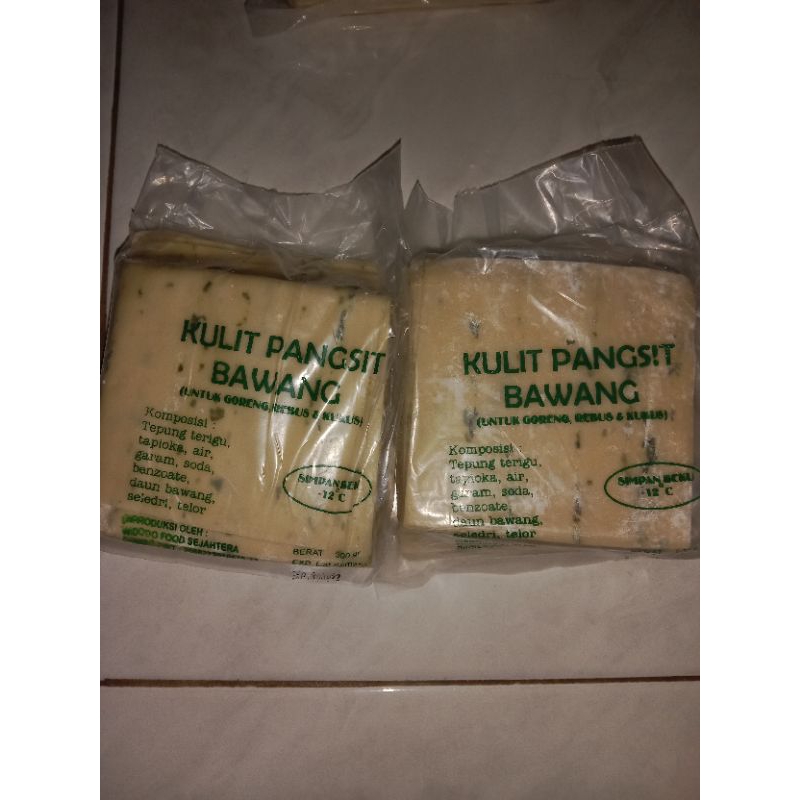 KULIT PANGSIT
BAWANG
(UNTUK GORENG, REBUS & KUKUS)
Komposisi :
Tepung terigu,
tapioka, air,
garam, soda,
benzoate,
daun bawang,
seledri, telor
SIMPAN BEKU
-12°C
DIPRODUKSI OLEH :
FOOD SEJAHTERA
BERAT
KULIT PANGSIT
BAWANG
(UNTUK GORENG, REBUS & KUKUS)
Komposisi :
Tepung terigu,
tapioka, air,
garam, soda,
benzoate,
daun bawang,
seledri, telor
SIMPAN BEKU
-12°C